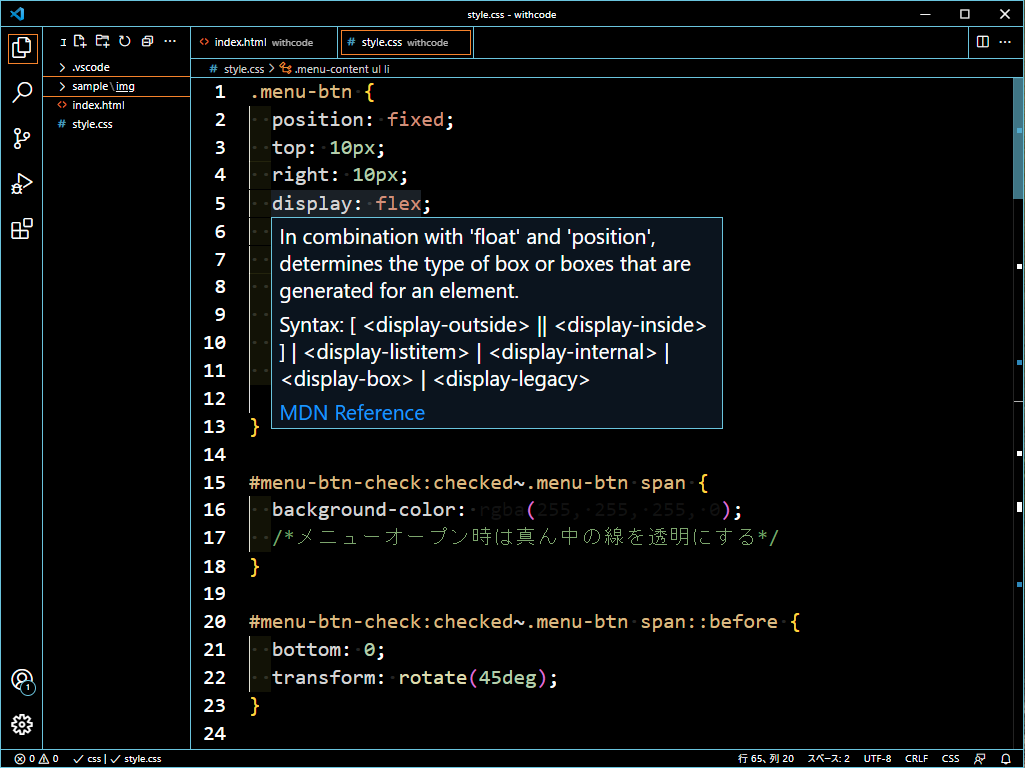 style.css - withcode
index.html withcode
# style.css withcode
.vscode
sample\img
index.html
# style.css
# style.css > .menu-content ul li
1 .menu-btn {
2 position: fixed;
3 top: 10px;
4 right: 10px;
5 display: flex;
6
7
8
9
10
11
12
13 }
In combination with 'float' and 'position',
determines the type of box or boxes that are
generated for an element.
Syntax: [ <display-outside> || <display-inside>
] | <display-listitem> | <display-internal> |
<display-box> | <display-legacy>
MDN Reference
14
15 #menu-btn-check:checked~.menu-btn span {
16 background-color: rgba(255, 255, 255, 0);
17 /*メニューオープン時は真ん中の線を透明にする*/
18 }
19
20 #menu-btn-check:checked~.menu-btn span::before {
21 bottom: 0;
22 transform: rotate(45deg);
23 }
24
1
0 0 css | style.css
行 65、列 20 スペース: 2 UTF-8 CRLF CSS